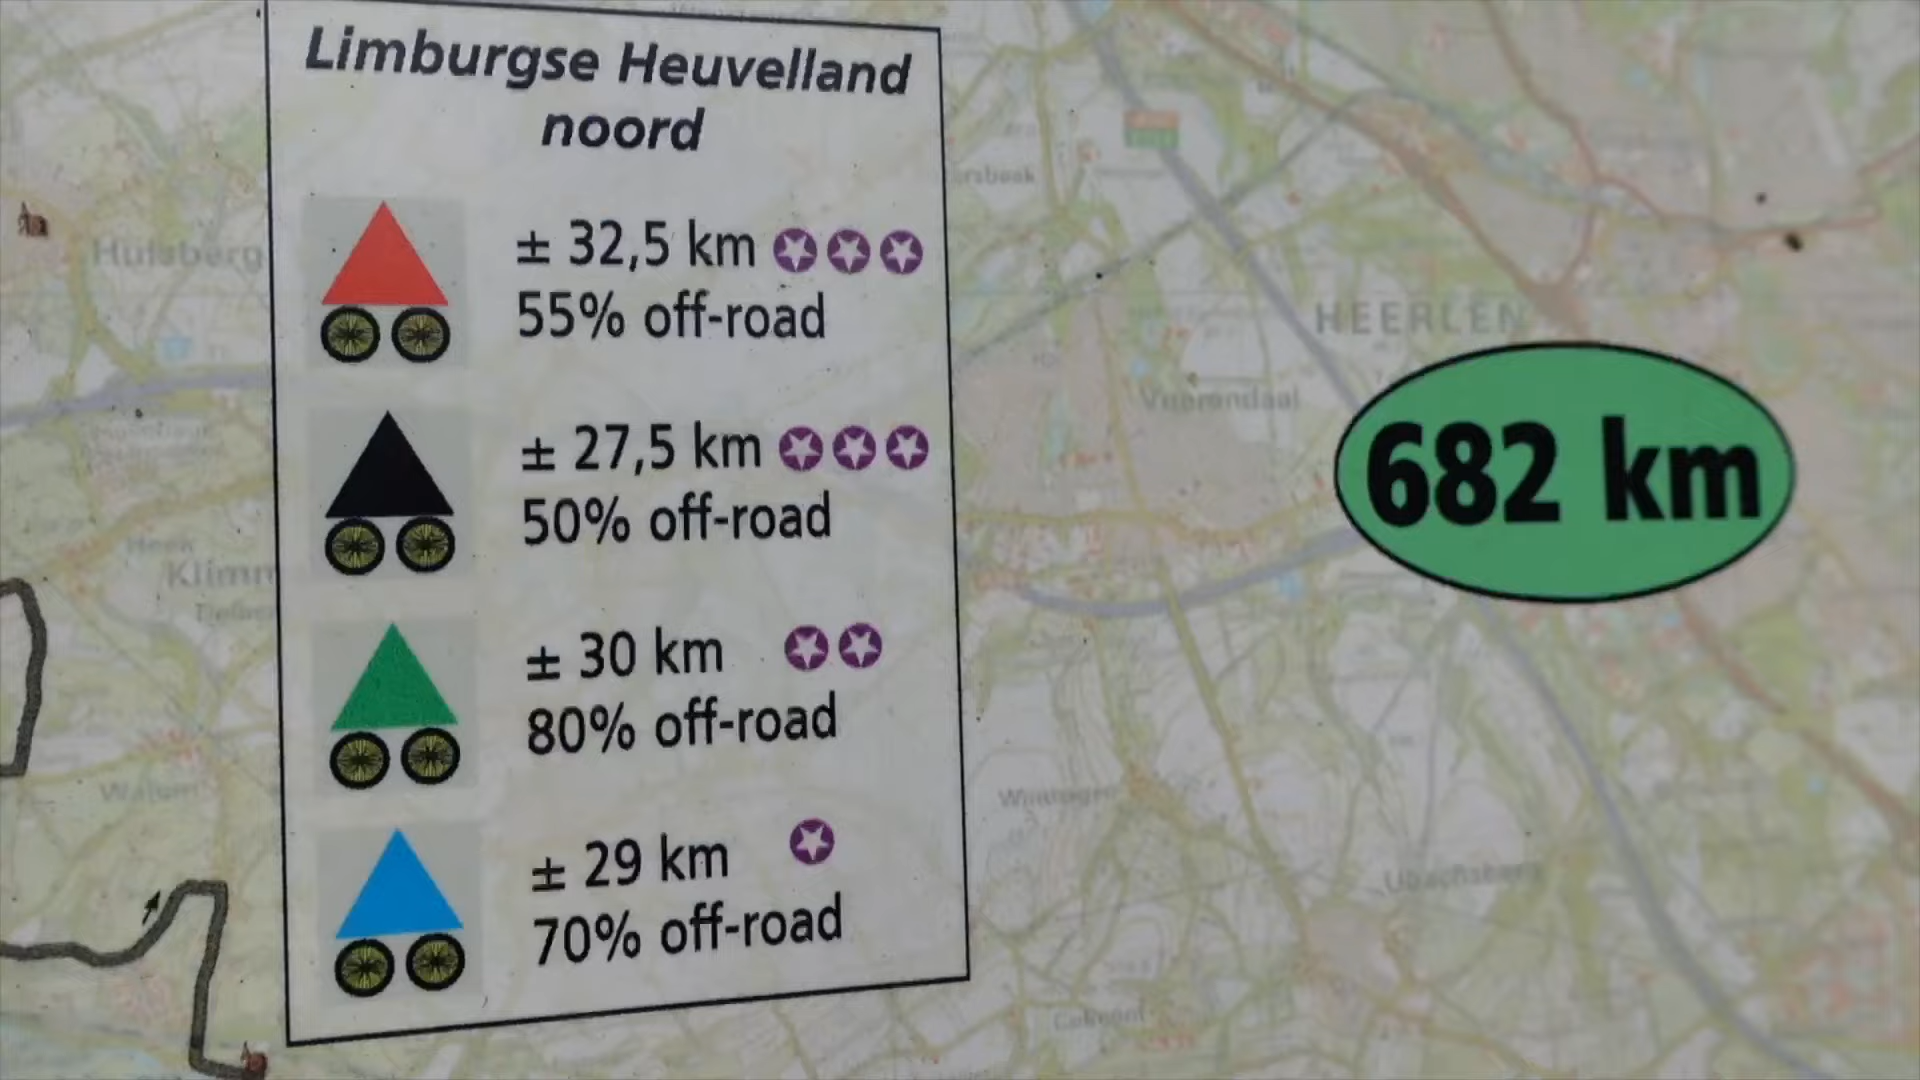 Limburgse Heuvelland
noord
± 32,5 km
55% off-road
± 27,5 km
50% off-road
± 30 km
80% off-road
± 29 km
70% off-road
682 km
Hulsberg
HEERLEN
Voerendaal
Klimm